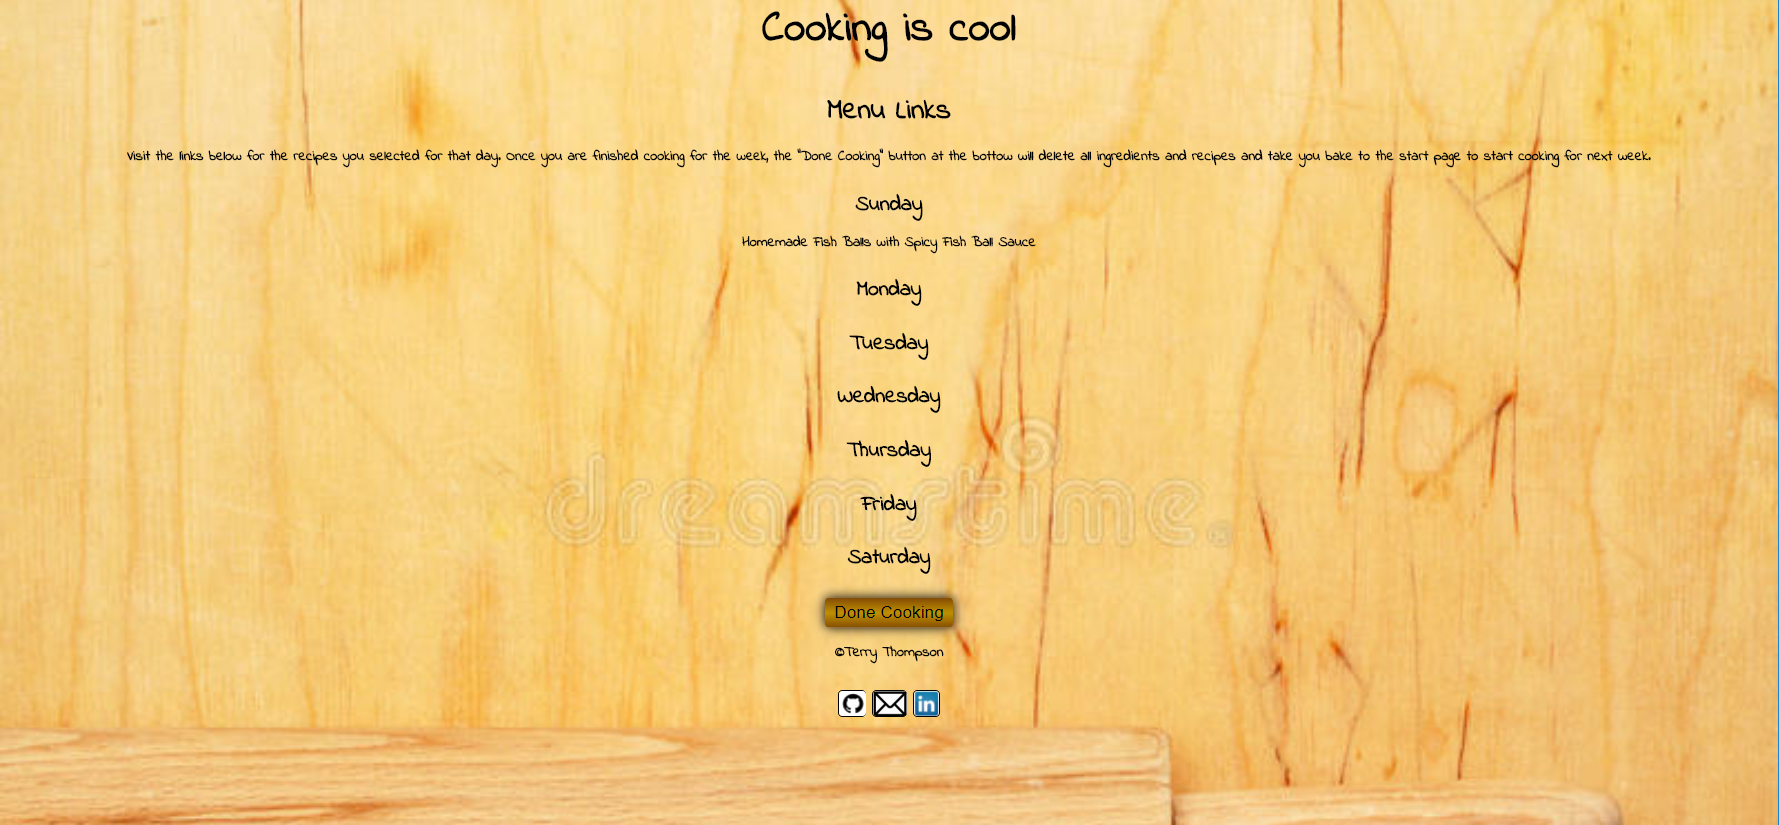 Cooking is cool
Menu Links
Visit the links below for the recipes you selected for that day. Once you are finished cooking for the week, the "Done Cooking" button at the bottow will delete all ingredients and recipes and take you bake to the start page to start cooking for next week.
Sunday
Homemade Fish Balls with Spicy Fish Ball Sauce
Monday
Tuesday
Wednesday
Thursday
Friday
dreamstime
Saturday
Done Cooking
©Terry Thompson
in